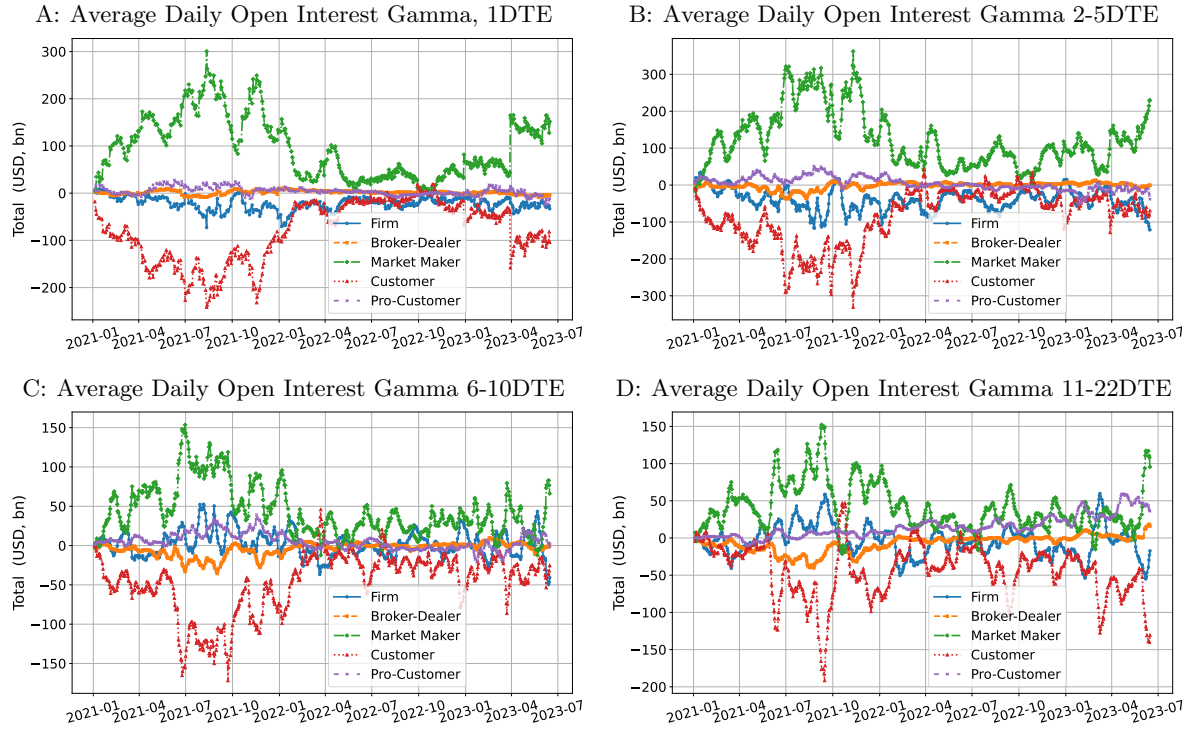 A: Average Daily Open Interest Gamma, 1DTE
Total (USD, bn)
300
200
100
0
−100
−200
Firm
Broker-Dealer
Market Maker
Customer
Pro-Customer
2021-01
2021-04
2021-07
2021-10
2022-01
2022-04
2022-07
2022-10
2023-01
2023-04
2023-07
B: Average Daily Open Interest Gamma 2-5DTE
Total (USD, bn)
300
200
100
0
−100
−200
−300
Firm
Broker-Dealer
Market Maker
Customer
Pro-Customer
2021-01
2021-04
2021-07
2021-10
2022-01
2022-04
2022-07
2022-10
2023-01
2023-04
2023-07
C: Average Daily Open Interest Gamma 6-10DTE
Total (USD, bn)
150
100
50
0
−50
−100
−150
Firm
Broker-Dealer
Market Maker
Customer
Pro-Customer
2021-01
2021-04
2021-07
2021-10
2022-01
2022-04
2022-07
2022-10
2023-01
2023-04
2023-07
D: Average Daily Open Interest Gamma 11-22DTE
Total (USD, bn)
150
100
50
0
−50
−100
−150
−200
Firm
Broker-Dealer
Market Maker
Customer
Pro-Customer
2021-01
2021-04
2021-07
2021-10
2022-01
2022-04
2022-07
2022-10
2023-01
2023-04
2023-07